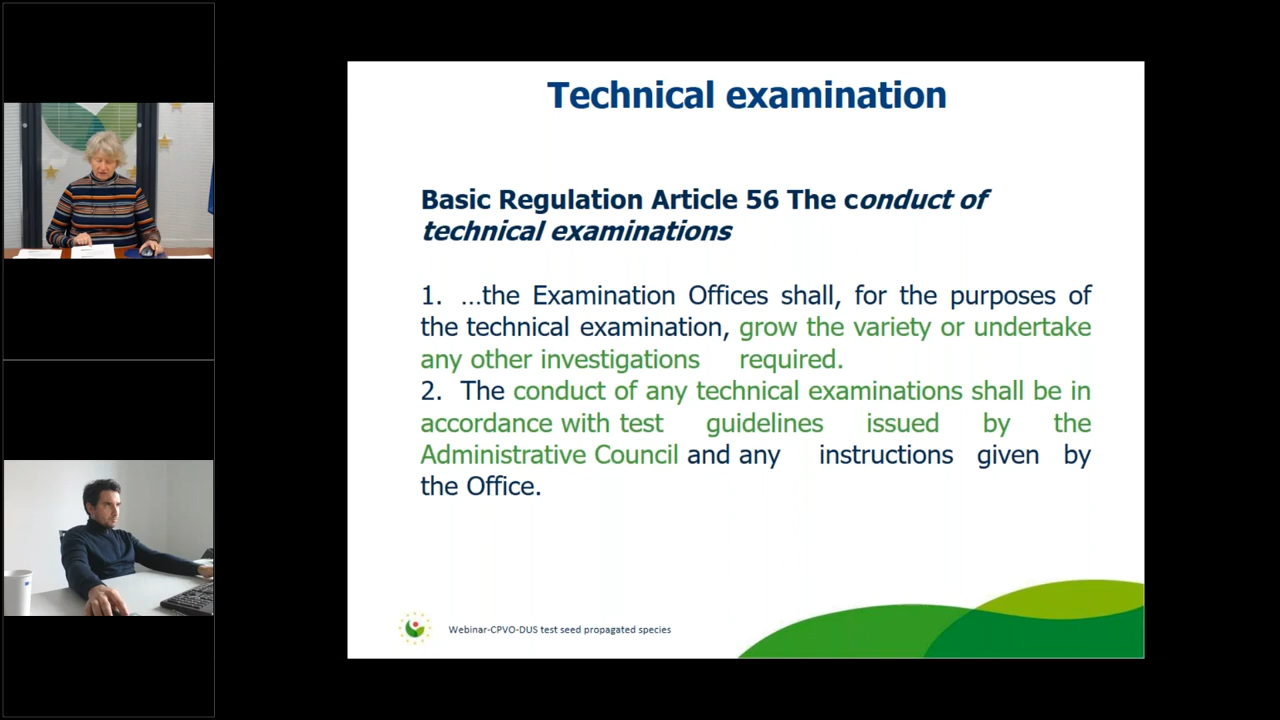 Technical examination
Basic Regulation Article 56 The conduct of
technical examinations
1. …the Examination Offices shall, for the purposes of
the technical examination, grow the variety or undertake
any other investigations required.
2. The conduct of any technical examinations shall be in
accordance with test guidelines issued by the
Administrative Council and any instructions given by
the Office.
Webinar-CPVO-DUS test seed propagated species